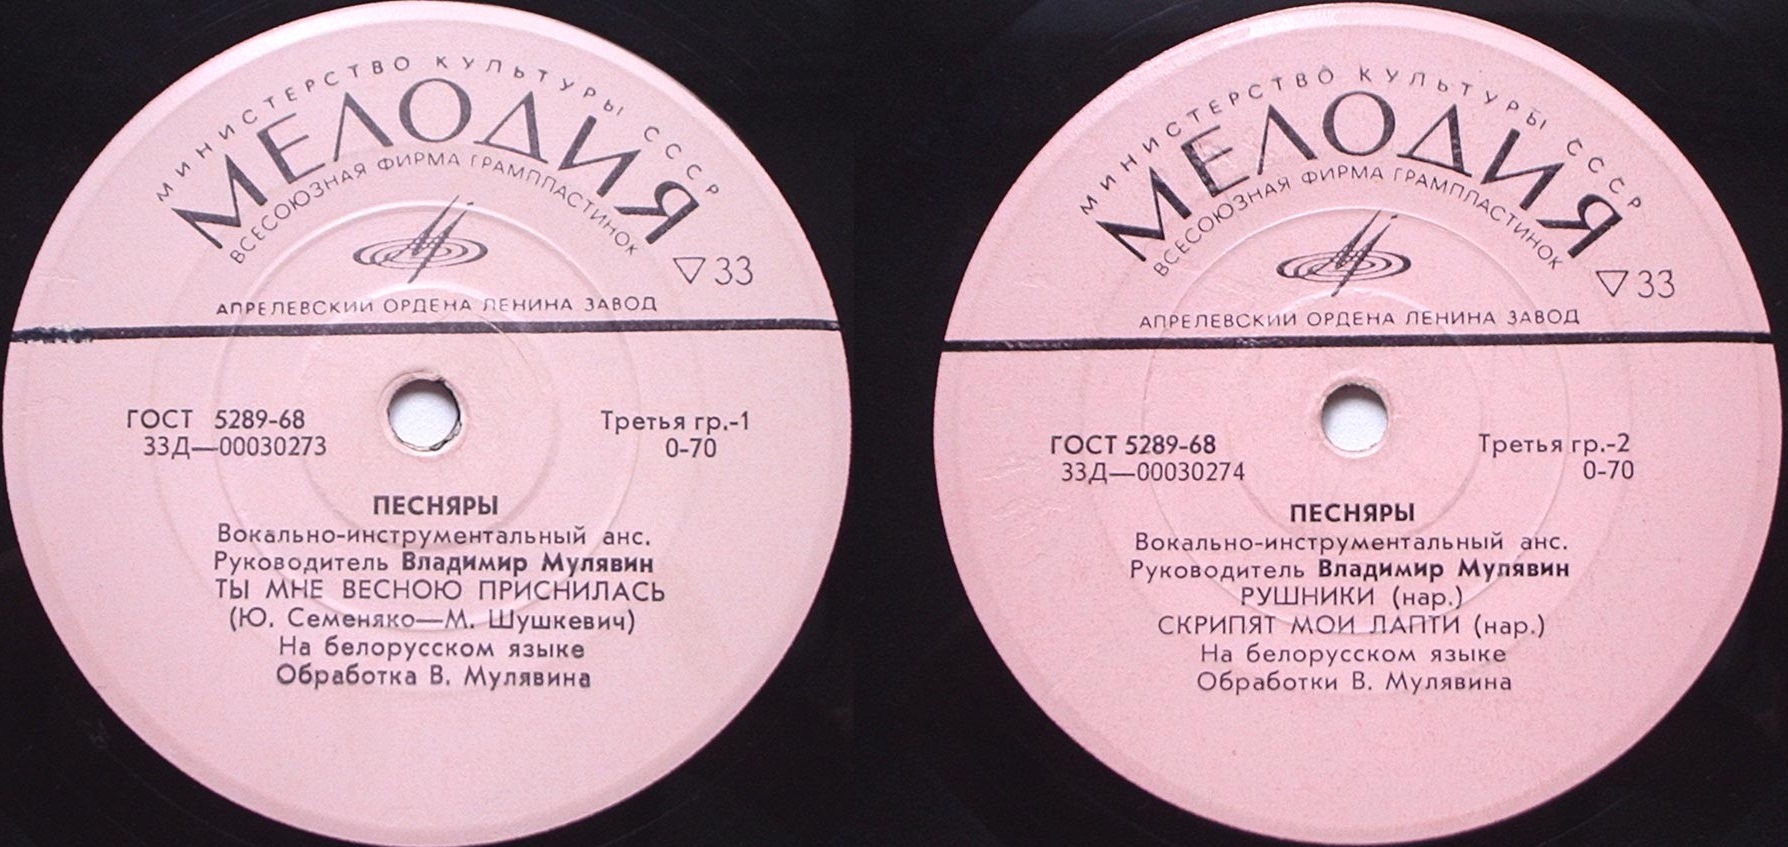 МИНИСТЕРСТВО КУЛЬТУРЫ СССР
МЕЛОДИЯ
ВСЕСОЮЗНАЯ ФИРМА ГРАМПЛАСТИНОК
▽33
АПРЕЛЕВСКИЙ ОРДЕНА ЛЕНИНА ЗАВОД
ГОСТ 5289-68
33Д—00030273
Третья гр.-1
0-70
ПЕСНЯРЫ
Вокально-инструментальный анс.
Руководитель Владимир Мулявин
ТЫ МНЕ ВЕСНОЮ ПРИСНИЛАСЬ
(Ю. Семеняко—М. Шушкевич)
На белорусском языке
Обработка В. Мулявина
МИНИСТЕРСТВО КУЛЬТУРЫ СССР
МЕЛОДИЯ
ВСЕСОЮЗНАЯ ФИРМА ГРАМПЛАСТИНОК
▽33
АПРЕЛЕВСКИЙ ОРДЕНА ЛЕНИНА ЗАВОД
ГОСТ 5289-68
33Д—00030274
Третья гр.-2
0-70
ПЕСНЯРЫ
Вокально-инструментальный анс.
Руководитель Владимир Мулявин
РУШНИКИ (нар.)
СКРИПЯТ МОИ ЛАПТИ (нар.)
На белорусском языке
Обработки В. Мулявина